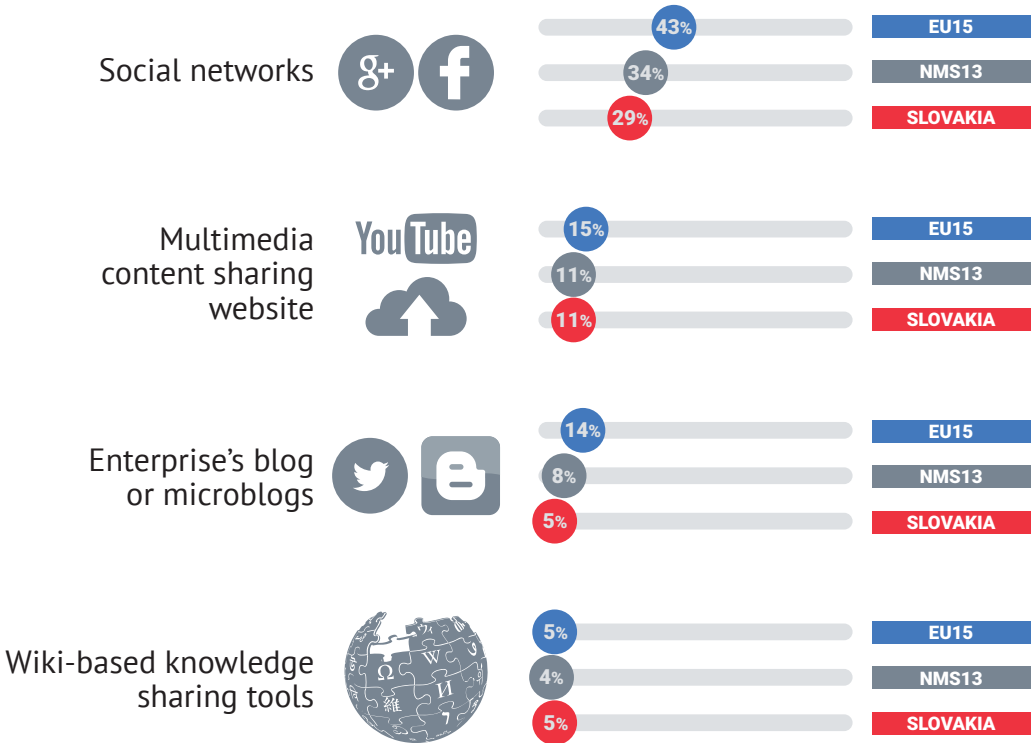 Social networks
g+
f
43%
EU15
34%
NMS13
29%
SLOVAKIA
Multimedia
content sharing
website
YouTube
15%
EU15
11%
NMS13
11%
SLOVAKIA
Enterprise’s blog
or microblogs
14%
EU15
8%
NMS13
5%
SLOVAKIA
Wiki-based knowledge
sharing tools
Ω
W
И
維
5%
EU15
4%
NMS13
5%
SLOVAKIA